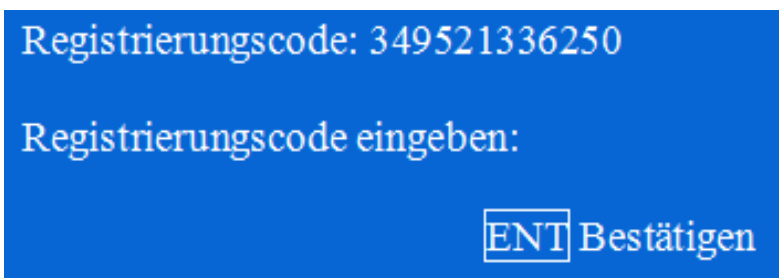 Registrierungscode: 349521336250
Registrierungscode eingeben:
ENT Bestätigen